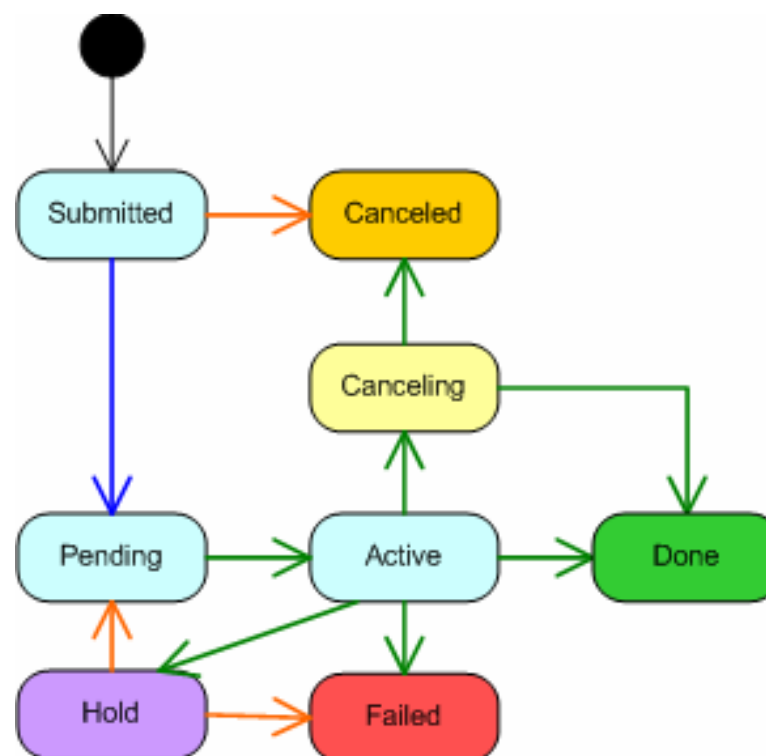 Submitted
Canceled
Canceling
Pending
Active
Done
Hold
Failed